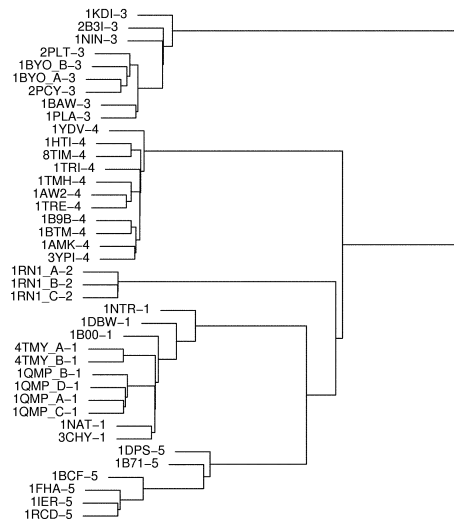 1KDI-3
2B3I-3
1NIN-3
2PLT-3
1BYO_B-3
1BYO_A-3
2PCY-3
1BAW-3
1PLA-3
1YDV-4
1HTI-4
8TIM-4
1TRI-4
1TMH-4
1AW2-4
1TRE-4
1B9B-4
1BTM-4
1AMK-4
3YPI-4
1RN1_A-2
1RN1_B-2
1RN1_C-2
1NTR-1
1DBW-1
1B00-1
4TMY_A-1
4TMY_B-1
1QMP_B-1
1QMP_D-1
1QMP_A-1
1QMP_C-1
1NAT-1
3CHY-1
1DPS-5
1B71-5
1BCF-5
1FHA-5
1IER-5
1RCD-5